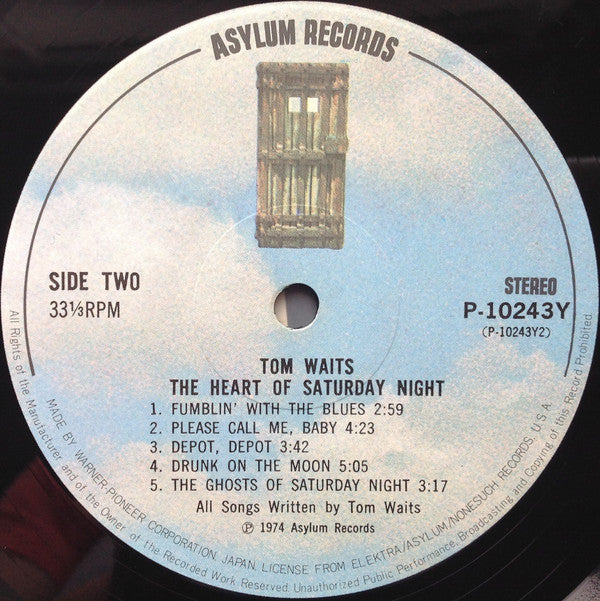 ASYLUM RECORDS
SIDE TWO
33⅓RPM
STEREO
P-10243Y
(P-10243Y2)
TOM WAITS
THE HEART OF SATURDAY NIGHT
1. FUMBLIN' WITH THE BLUES 2:59
2. PLEASE CALL ME, BABY 4:23
3. DEPOT, DEPOT 3:42
4. DRUNK ON THE MOON 5:05
5. THE GHOSTS OF SATURDAY NIGHT 3:17
All Songs Written by Tom Waits
Ⓟ 1974 Asylum Records
MADE BY WARNER-PIONEER CORPORATION, JAPAN, LICENSE FROM ELEKTRA/ASYLUM/NONESUCH RECORDS, U.S.A.
All Rights of the Manufacturer and of the Owner of the Recorded Work Reserved. Unauthorized Public Performance, Broadcasting and Copying of this Record Prohibited.